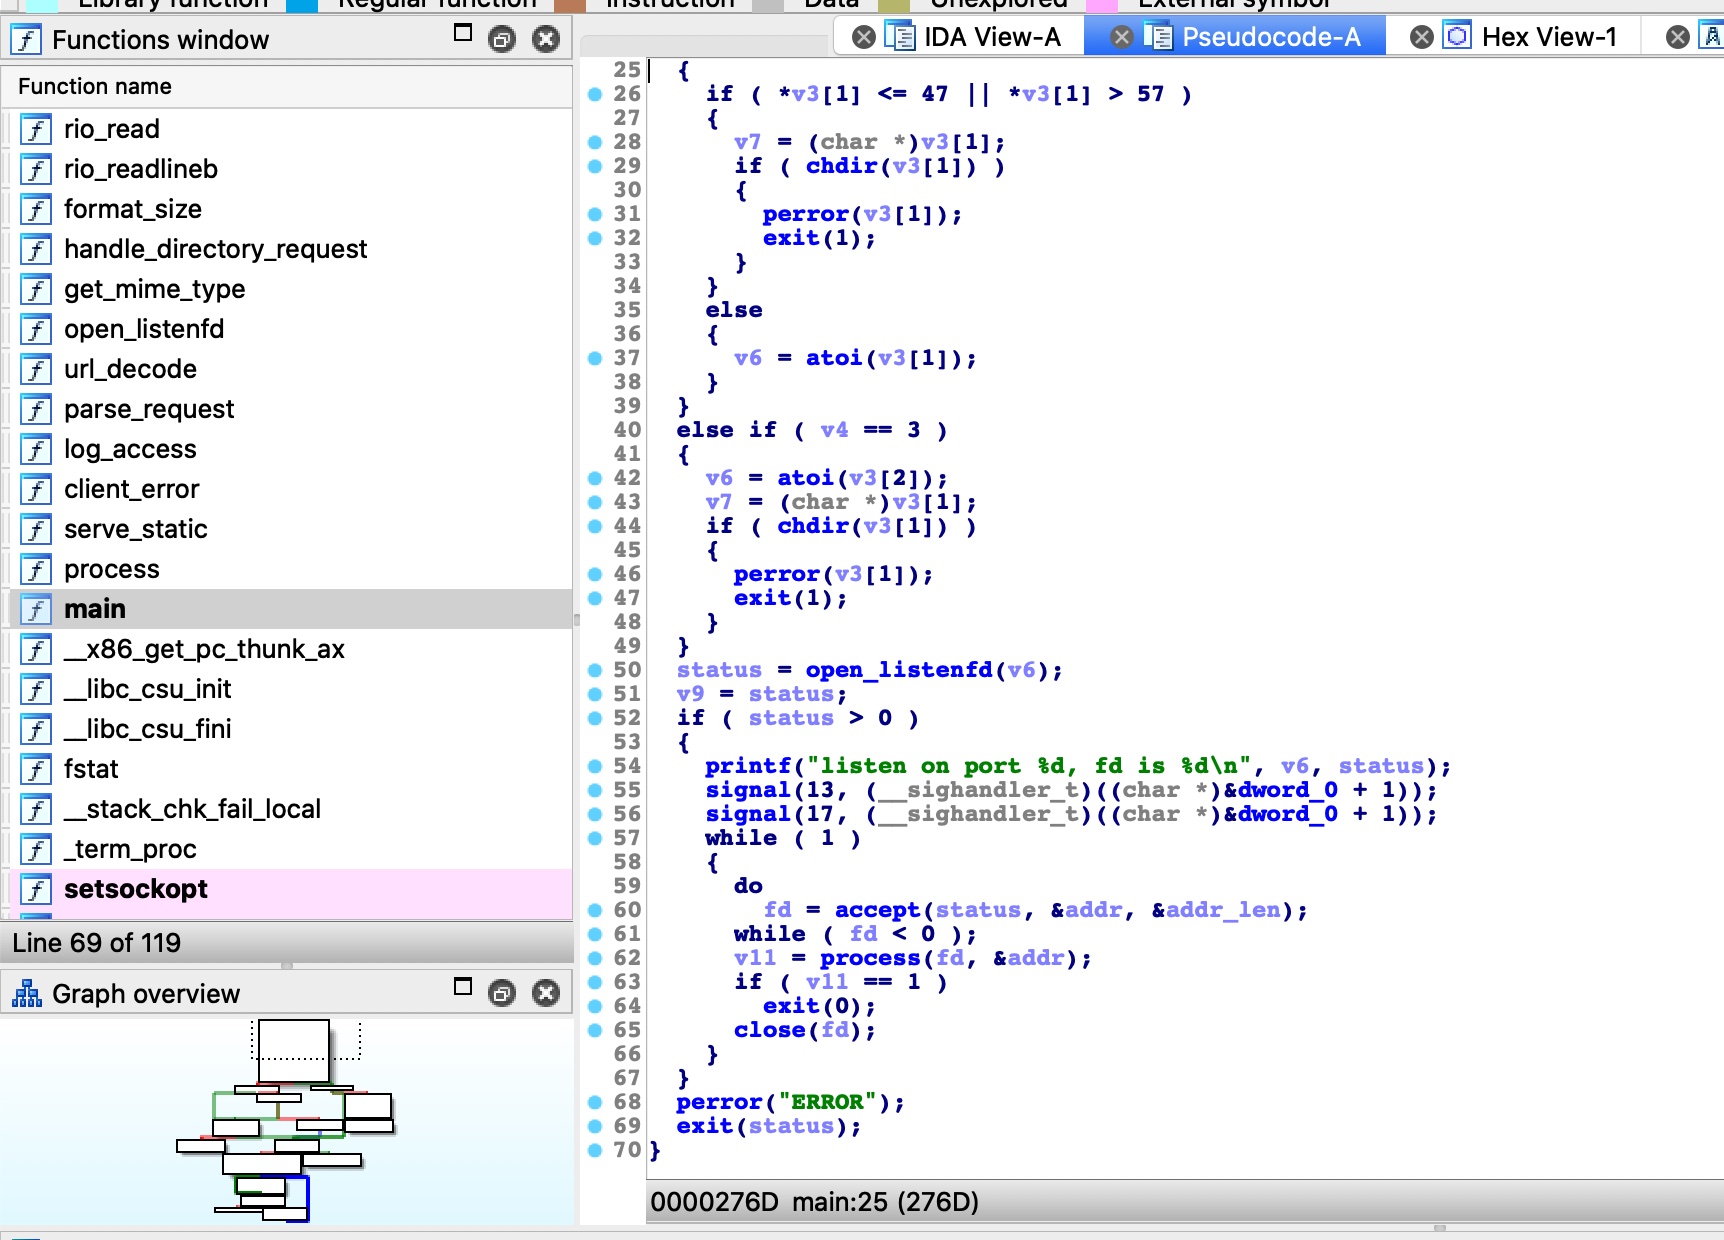 Library function Regular function Instruction Data Unexplored External symbol
Functions window
IDA View-A
Pseudocode-A
Hex View-1
Function name
rio_read
rio_readlineb
format_size
handle_directory_request
get_mime_type
open_listenfd
url_decode
parse_request
log_access
client_error
serve_static
process
main
__x86_get_pc_thunk_ax
__libc_csu_init
__libc_csu_fini
fstat
__stack_chk_fail_local
_term_proc
setsockopt
Line 69 of 119
Graph overview
25 {
26 if ( *v3[1] <= 47 || *v3[1] > 57 )
27 {
28 v7 = (char *)v3[1];
29 if ( chdir(v3[1]) )
30 {
31 perror(v3[1]);
32 exit(1);
33 }
34 }
35 else
36 {
37 v6 = atoi(v3[1]);
38 }
39 }
40 else if ( v4 == 3 )
41 {
42 v6 = atoi(v3[2]);
43 v7 = (char *)v3[1];
44 if ( chdir(v3[1]) )
45 {
46 perror(v3[1]);
47 exit(1);
48 }
49 }
50 status = open_listenfd(v6);
51 v9 = status;
52 if ( status > 0 )
53 {
54 printf("listen on port %d, fd is %d\n", v6, status);
55 signal(13, (__sighandler_t)((char *)&dword_0 + 1));
56 signal(17, (__sighandler_t)((char *)&dword_0 + 1));
57 while ( 1 )
58 {
59 do
60 fd = accept(status, &addr, &addr_len);
61 while ( fd < 0 );
62 v11 = process(fd, &addr);
63 if ( v11 == 1 )
64 exit(0);
65 close(fd);
66 }
67 }
68 perror("ERROR");
69 exit(status);
70 }
0000276D main:25 (276D)